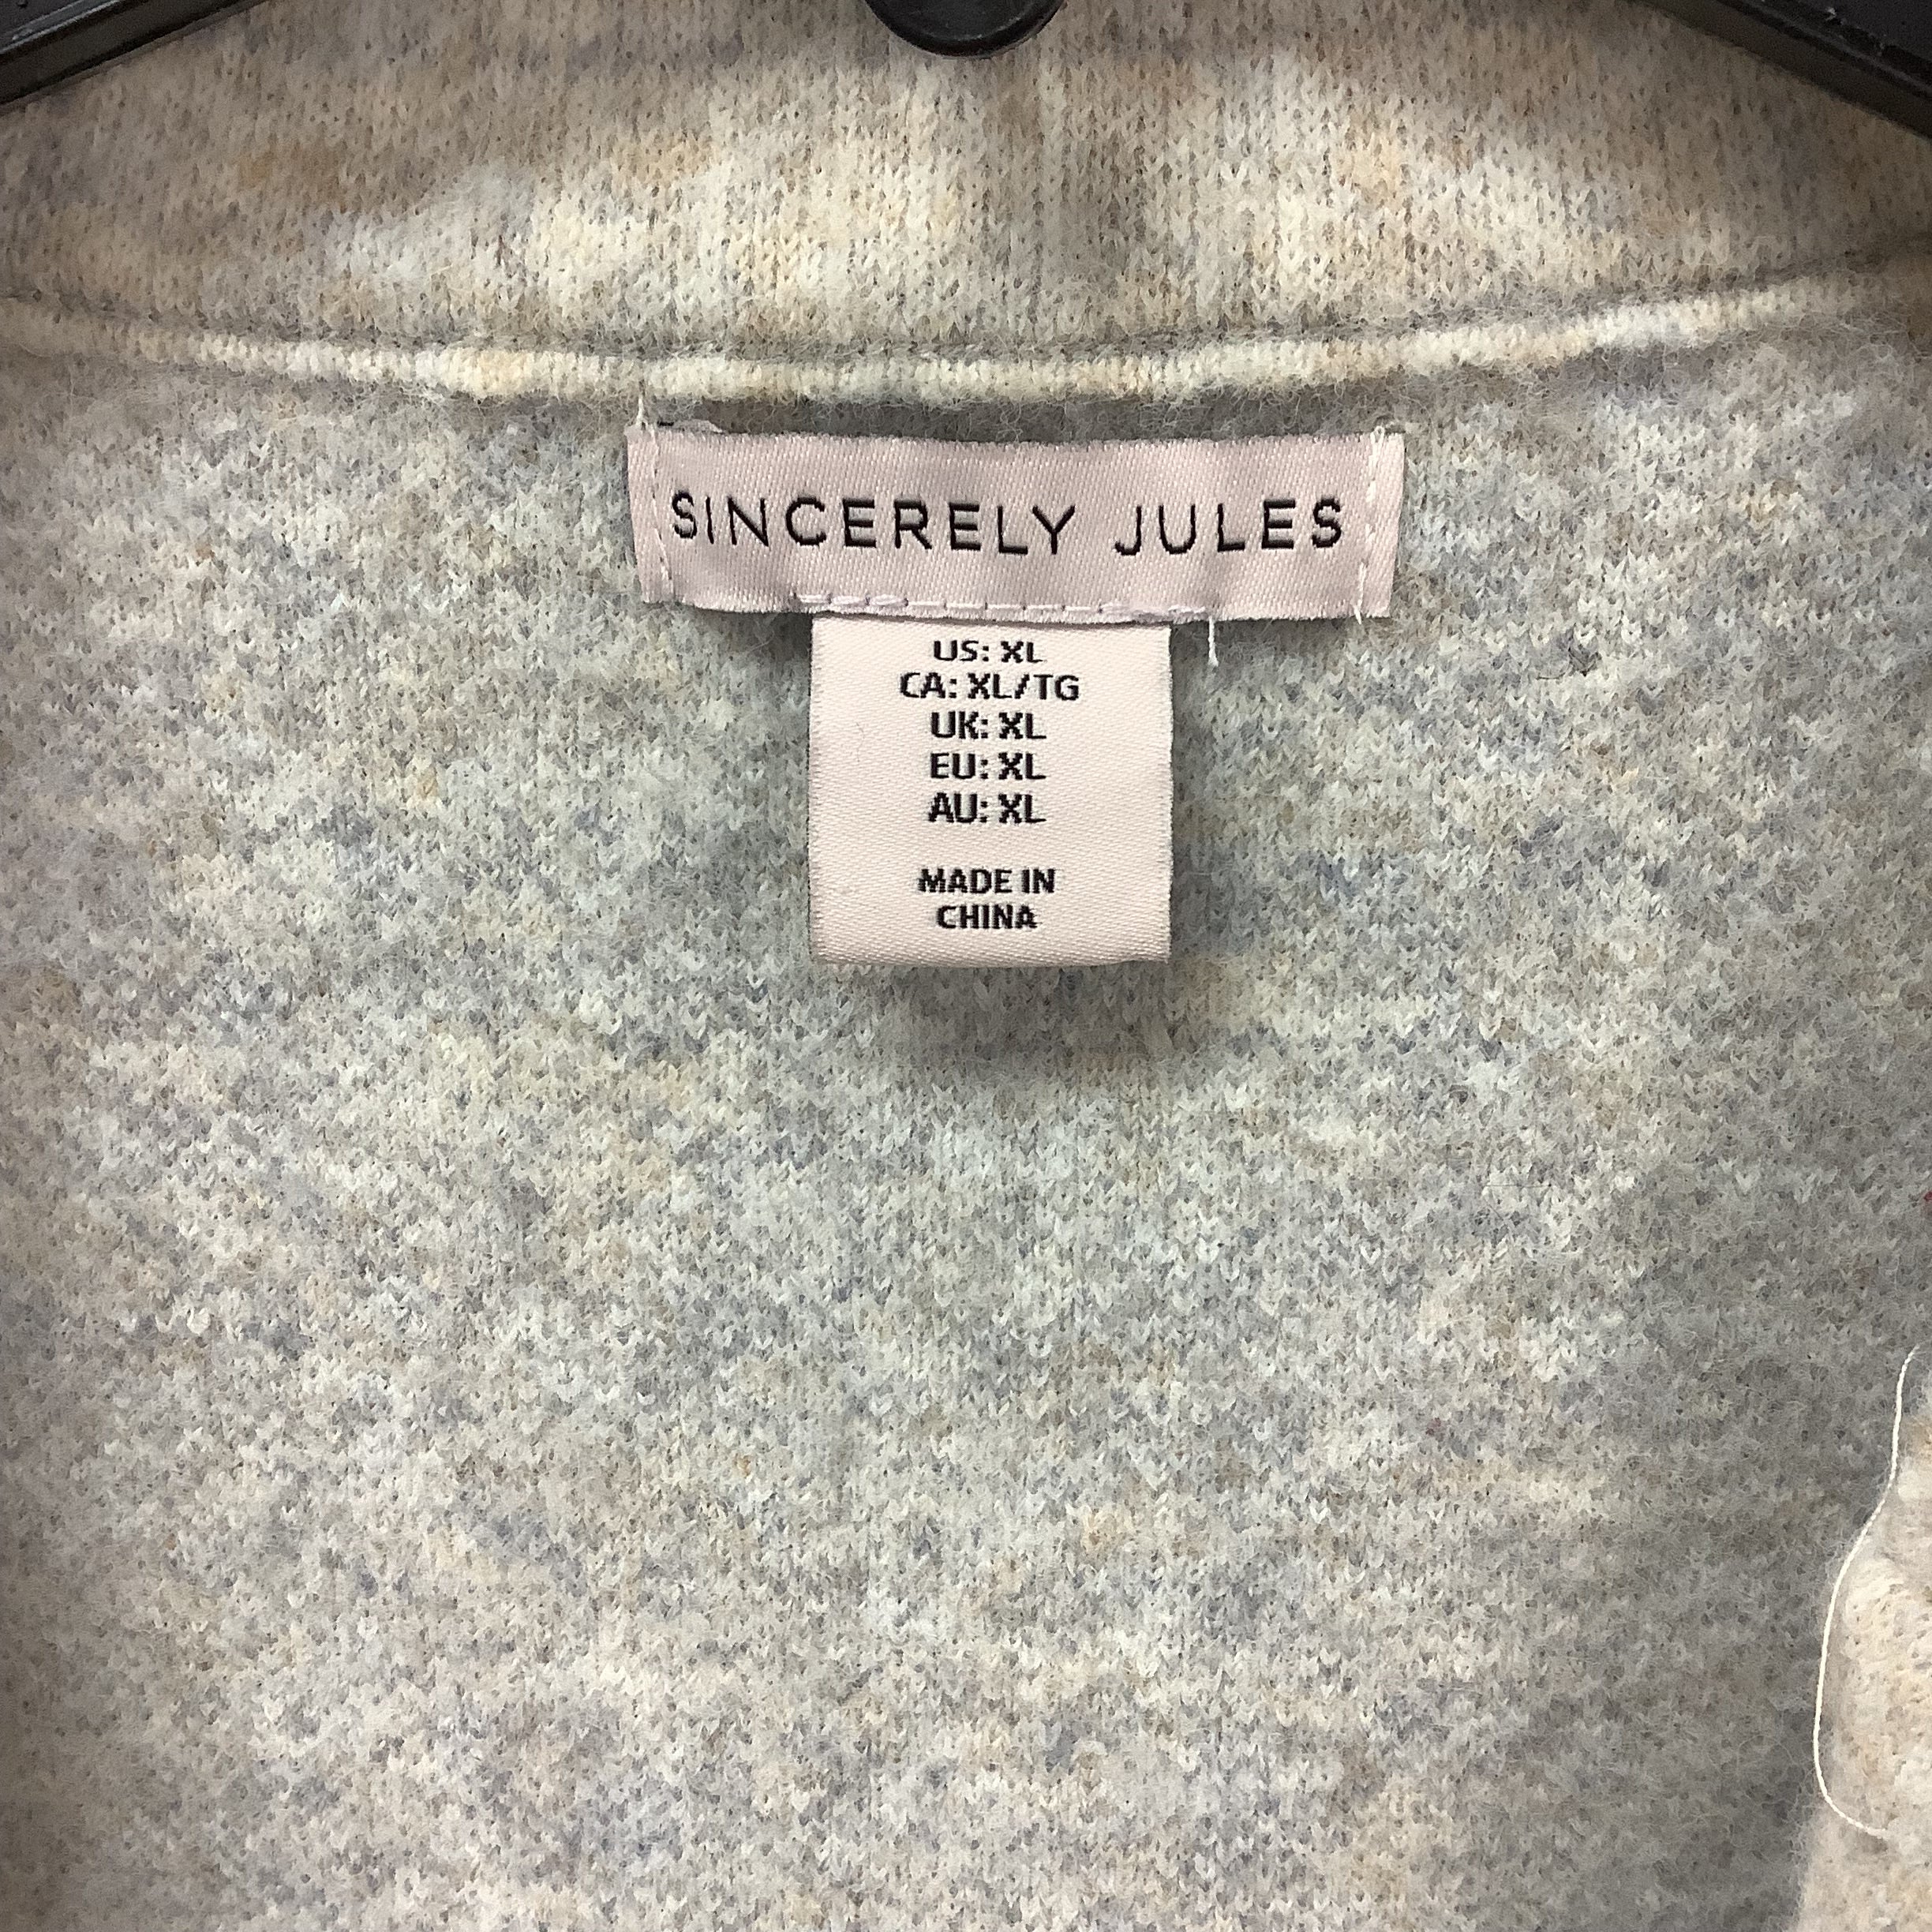 SINCERELY JULES
US: XL
CA: XL/TG
UK: XL
EU: XL
AU: XL
MADE IN
CHINA